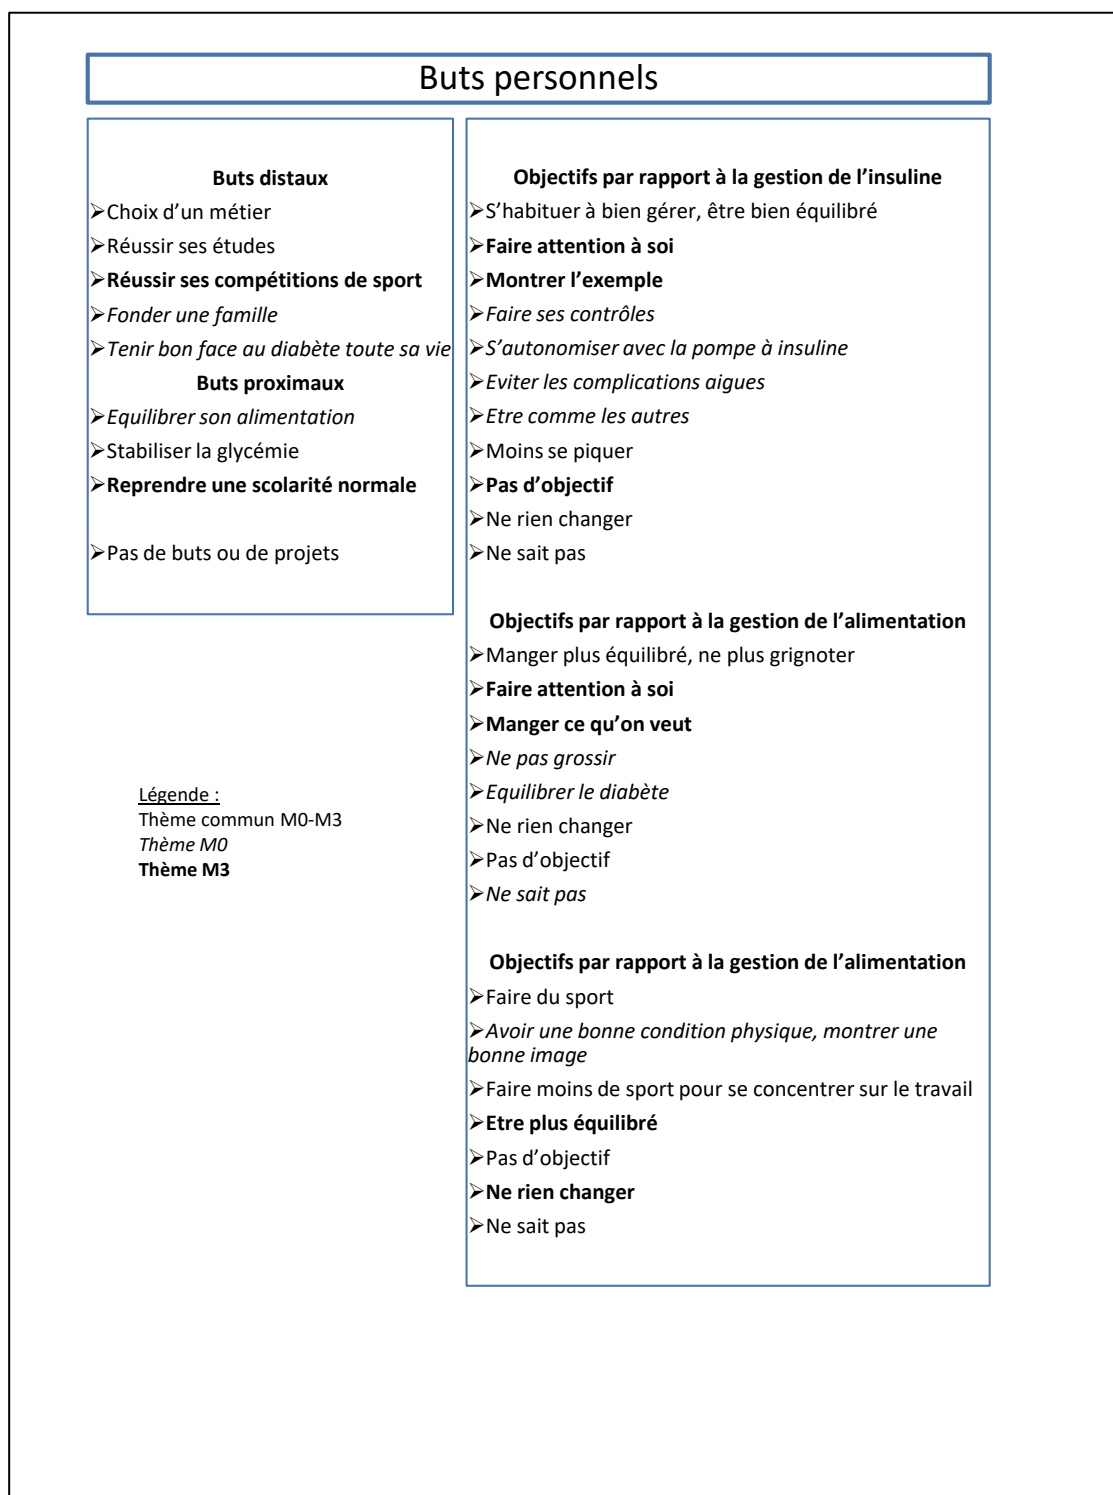 Buts personnels
Buts distaux
➢Choix d’un métier
➢Réussir ses études
➢Réussir ses compétitions de sport
➢Fonder une famille
➢Tenir bon face au diabète toute sa vie
Buts proximaux
➢Equilibrer son alimentation
➢Stabiliser la glycémie
➢Reprendre une scolarité normale
➢Pas de buts ou de projets
Objectifs par rapport à la gestion de l’insuline
➢S’habituer à bien gérer, être bien équilibré
➢Faire attention à soi
➢Montrer l’exemple
➢Faire ses contrôles
➢S’autonomiser avec la pompe à insuline
➢Eviter les complications aigues
➢Etre comme les autres
➢Moins se piquer
➢Pas d’objectif
➢Ne rien changer
➢Ne sait pas
Objectifs par rapport à la gestion de l’alimentation
➢Manger plus équilibré, ne plus grignoter
➢Faire attention à soi
➢Manger ce qu’on veut
➢Ne pas grossir
➢Equilibrer le diabète
➢Ne rien changer
➢Pas d’objectif
➢Ne sait pas
Objectifs par rapport à la gestion de l’alimentation
➢Faire du sport
➢Avoir une bonne condition physique, montrer une
bonne image
➢Faire moins de sport pour se concentrer sur le travail
➢Etre plus équilibré
➢Pas d’objectif
➢Ne rien changer
➢Ne sait pas
Légende :
Thème commun M0-M3
Thème M0
Thème M3